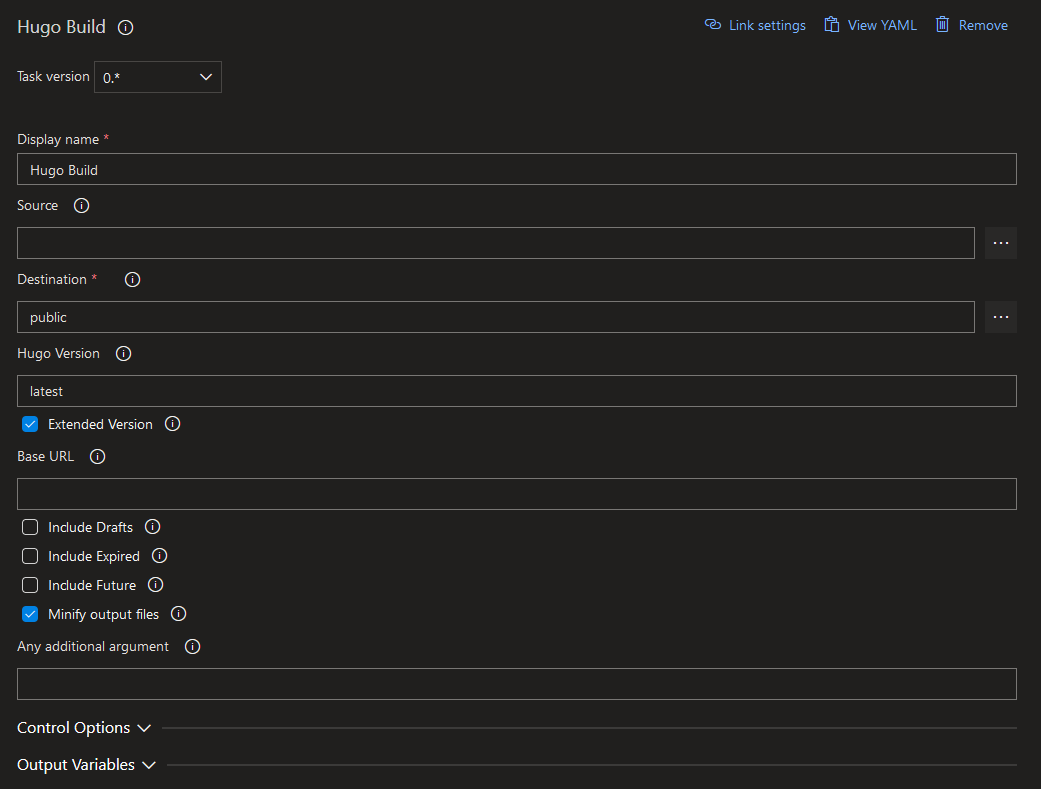 Hugo Build
Link settings
View YAML
Remove
Task version
0.*
Display name *
Hugo Build
Source
Destination *
public
Hugo Version
latest
Extended Version
Base URL
Include Drafts
Include Expired
Include Future
Minify output files
Any additional argument
Control Options
Output Variables